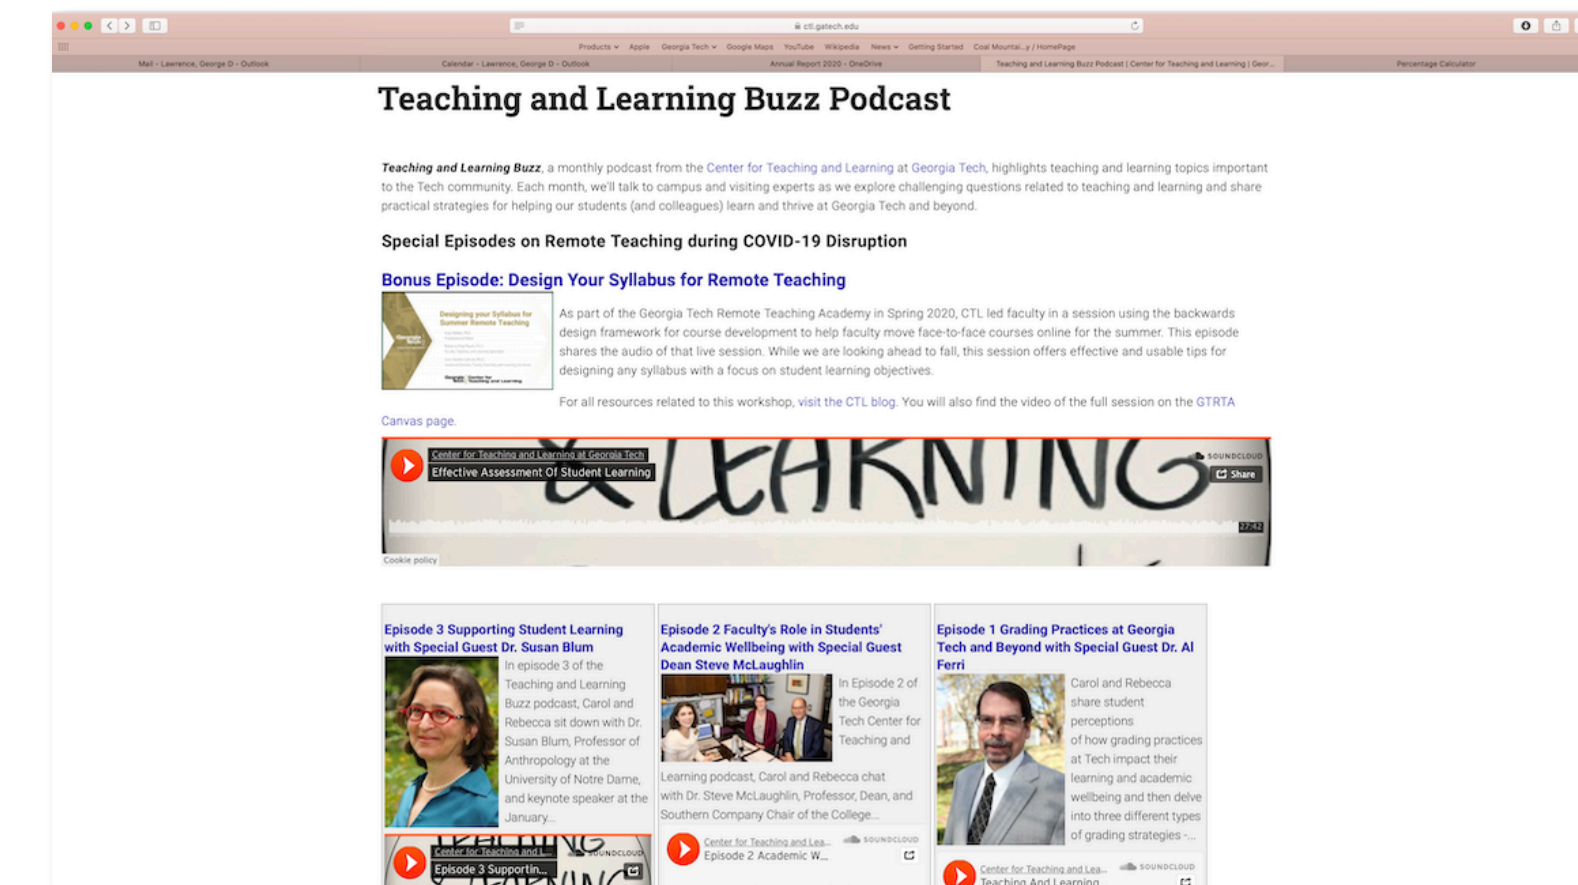 ctl.gatech.edu
Products Apple Georgia Tech Google Maps YouTube Wikipedia News Getting Started Coal Mountai...y / HomePage
Mail - Lawrence, George D - Outlook
Calendar - Lawrence, George D - Outlook
Annual Report 2020 - OneDrive
Teaching and Learning Buzz Podcast | Center for Teaching and Learning | Geor...
Percentage Calculator
Teaching and Learning Buzz Podcast
Teaching and Learning Buzz, a monthly podcast from the Center for Teaching and Learning at Georgia Tech, highlights teaching and learning topics important
to the Tech community. Each month, we'll talk to campus and visiting experts as we explore challenging questions related to teaching and learning and share
practical strategies for helping our students (and colleagues) learn and thrive at Georgia Tech and beyond.
Special Episodes on Remote Teaching during COVID-19 Disruption
Bonus Episode: Design Your Syllabus for Remote Teaching
Designing your Syllabus for
Summer Remote Teaching
Georgia
Tech
Georgia Center for
Tech Teaching and Learning
As part of the Georgia Tech Remote Teaching Academy in Spring 2020, CTL led faculty in a session using the backwards
design framework for course development to help faculty move face-to-face courses online for the summer. This episode
shares the audio of that live session. While we are looking ahead to fall, this session offers effective and usable tips for
designing any syllabus with a focus on student learning objectives.
For all resources related to this workshop, visit the CTL blog. You will also find the video of the full session on the GTRTA
Canvas page.
& LEARNING
Center for Teaching and Learning at Georgia Tech
Effective Assessment Of Student Learning
SOUNDCLOUD
Share
27:42
Cookie policy
Episode 3 Supporting Student Learning
with Special Guest Dr. Susan Blum
In episode 3 of the
Teaching and Learning
Buzz podcast, Carol and
Rebecca sit down with Dr.
Susan Blum, Professor of
Anthropology at the
University of Notre Dame,
and keynote speaker at the
January...
Center for Teaching and L...
Episode 3 Supportin...
SOUNDCLOUD
Episode 2 Faculty's Role in Students'
Academic Wellbeing with Special Guest
Dean Steve McLaughlin
In Episode 2 of
the Georgia
Tech Center for
Teaching and
Learning podcast, Carol and Rebecca chat
with Dr. Steve McLaughlin, Professor, Dean, and
Southern Company Chair of the College...
Center for Teaching and Lea...
Episode 2 Academic W...
SOUNDCLOUD
Episode 1 Grading Practices at Georgia
Tech and Beyond with Special Guest Dr. Al
Ferri
Carol and Rebecca
share student
perceptions
of how grading practices
at Tech impact their
learning and academic
wellbeing and then delve
into three different types
of grading strategies -...
Center for Teaching and Lea...
Teaching And Learning
SOUNDCLOUD